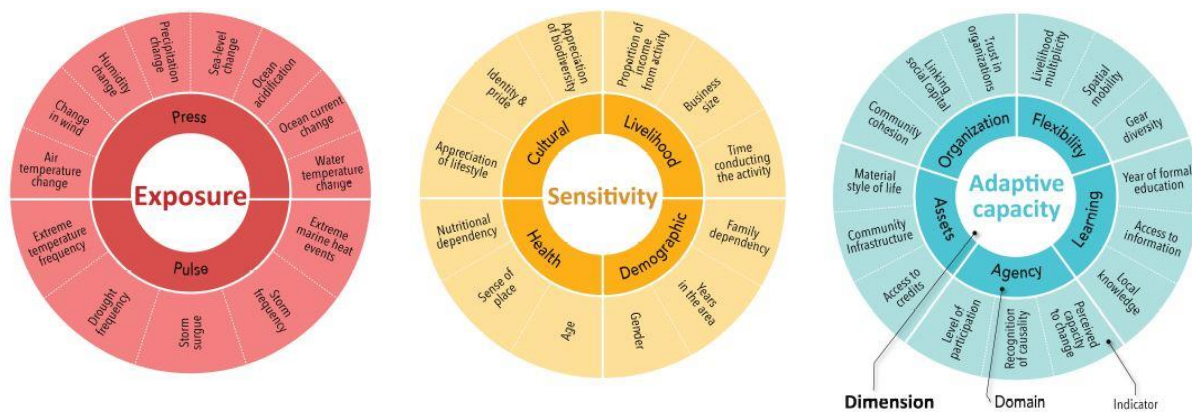 Air
temperature
change
Change
in wind
Humidity
change
Precipitation
change
Sea-level
change
Ocean
acidification
Ocean current
change
Water
temperature
change
Press
Exposure
Pulse
Extreme
temperature
frequency
Drought
frequency
Storm
surgue
Storm
frequency
Extreme
marine heat
events
Appreciation
of lifestyle
Identity &
pride
Appreciation
of biodiversity
Proportion of
income
from activity
Business
size
Time
conducting
the activity
Cultural
Livelihood
Sensitivity
Health
Demographic
Nutritional
dependency
Sense of
place
Age
Gender
Years
in the area
Family
dependency
Community
cohesion
Linking
social capital
Trust in
organizations
Livelihood
multiplicity
Spatial
mobility
Gear
diversity
Organization
Flexibility
Adaptive
capacity
Assets
Learning
Agency
Material
style of life
Community
Infrastructure
Access to
credits
Level of
participation
Recognition
of causality
Perceived
capacity
to change
Local
knowledge
Access to
information
Year of formal
education
Dimension
Domain
Indicator